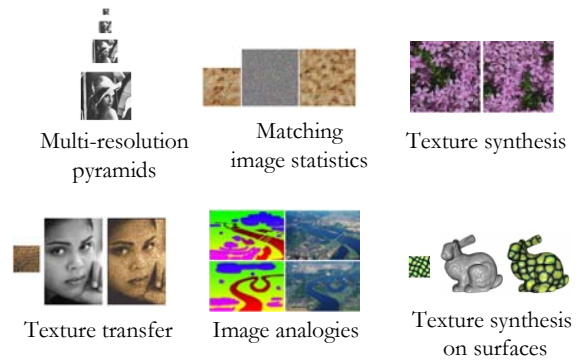 Multi-resolution
pyramids
Matching
image statistics
Texture synthesis
Texture transfer
Image analogies
Texture synthesis
on surfaces